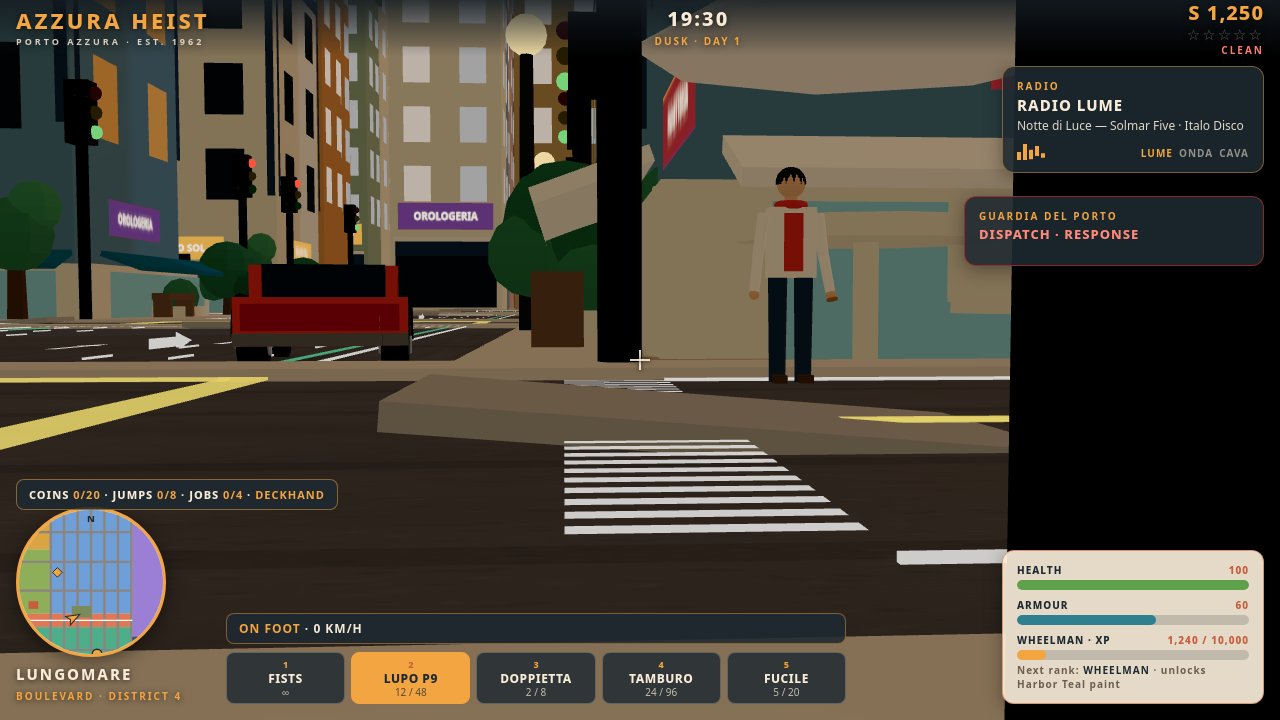 AZZURA HEIST
PORTO AZZURA · EST. 1962
19:30
DUSK · DAY 1
S 1,250
☆☆☆☆☆
CLEAN
RADIO
RADIO LUME
Notte di Luce — Solmar Five · Italo Disco
LUME ONDA CAVA
GUARDIA DEL PORTO
DISPATCH · RESPONSE
OROLOGERIA
OROLOGERIA
O SOL
COINS 0/20 · JUMPS 0/8 · JOBS 0/4 · DECKHAND
N
LUNGOMARE
BOULEVARD · DISTRICT 4
ON FOOT · 0 KM/H
1
FISTS
∞
2
LUPO P9
12 / 48
3
DOPPIETTA
2 / 8
4
TAMBURO
24 / 96
5
FUCILE
5 / 20
HEALTH 100
ARMOUR 60
WHEELMAN · XP 1,240 / 10,000
Next rank: WHEELMAN · unlocks
Harbor Teal paint